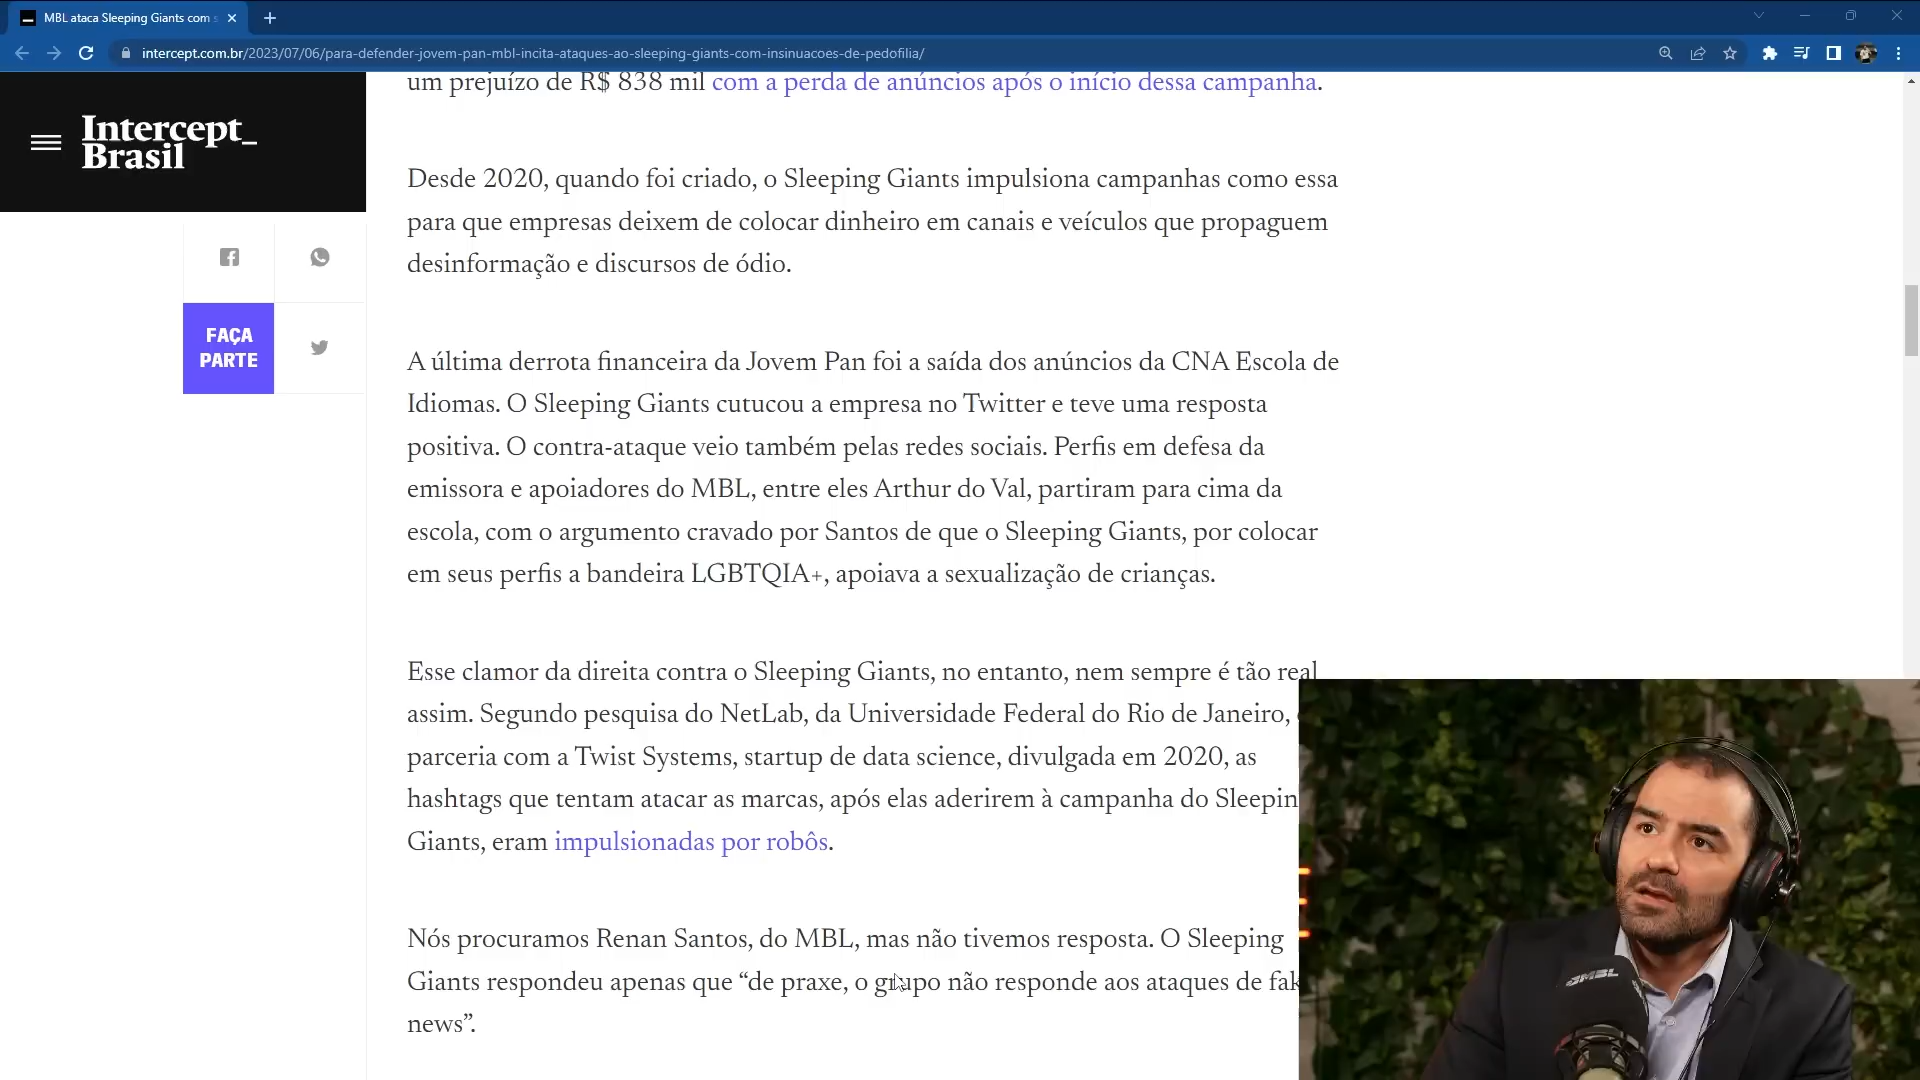 MBL ataca Sleeping Giants com
intercept.com.br/2023/07/06/para-defender-jovem-pan-mbl-incita-ataques-ao-sleeping-giants-com-insinuacoes-de-pedofilia/
Intercept_
Brasil
FAÇA
PARTE
um prejuízo de R$ 838 mil com a perda de anúncios após o início dessa campanha.
Desde 2020, quando foi criado, o Sleeping Giants impulsiona campanhas como essa
para que empresas deixem de colocar dinheiro em canais e veículos que propaguem
desinformação e discursos de ódio.
A última derrota financeira da Jovem Pan foi a saída dos anúncios da CNA Escola de
Idiomas. O Sleeping Giants cutucou a empresa no Twitter e teve uma resposta
positiva. O contra-ataque veio também pelas redes sociais. Perfis em defesa da
emissora e apoiadores do MBL, entre eles Arthur do Val, partiram para cima da
escola, com o argumento cravado por Santos de que o Sleeping Giants, por colocar
em seus perfis a bandeira LGBTQIA+, apoiava a sexualização de crianças.
Esse clamor da direita contra o Sleeping Giants, no entanto, nem sempre é tão real
assim. Segundo pesquisa do NetLab, da Universidade Federal do Rio de Janeiro,
parceria com a Twist Systems, startup de data science, divulgada em 2020, as
hashtags que tentam atacar as marcas, após elas aderirem à campanha do Sleepin
Giants, eram impulsionadas por robôs.
Nós procuramos Renan Santos, do MBL, mas não tivemos resposta. O Sleeping
Giants respondeu apenas que “de praxe, o grupo não responde aos ataques de fak
news”.
MBL